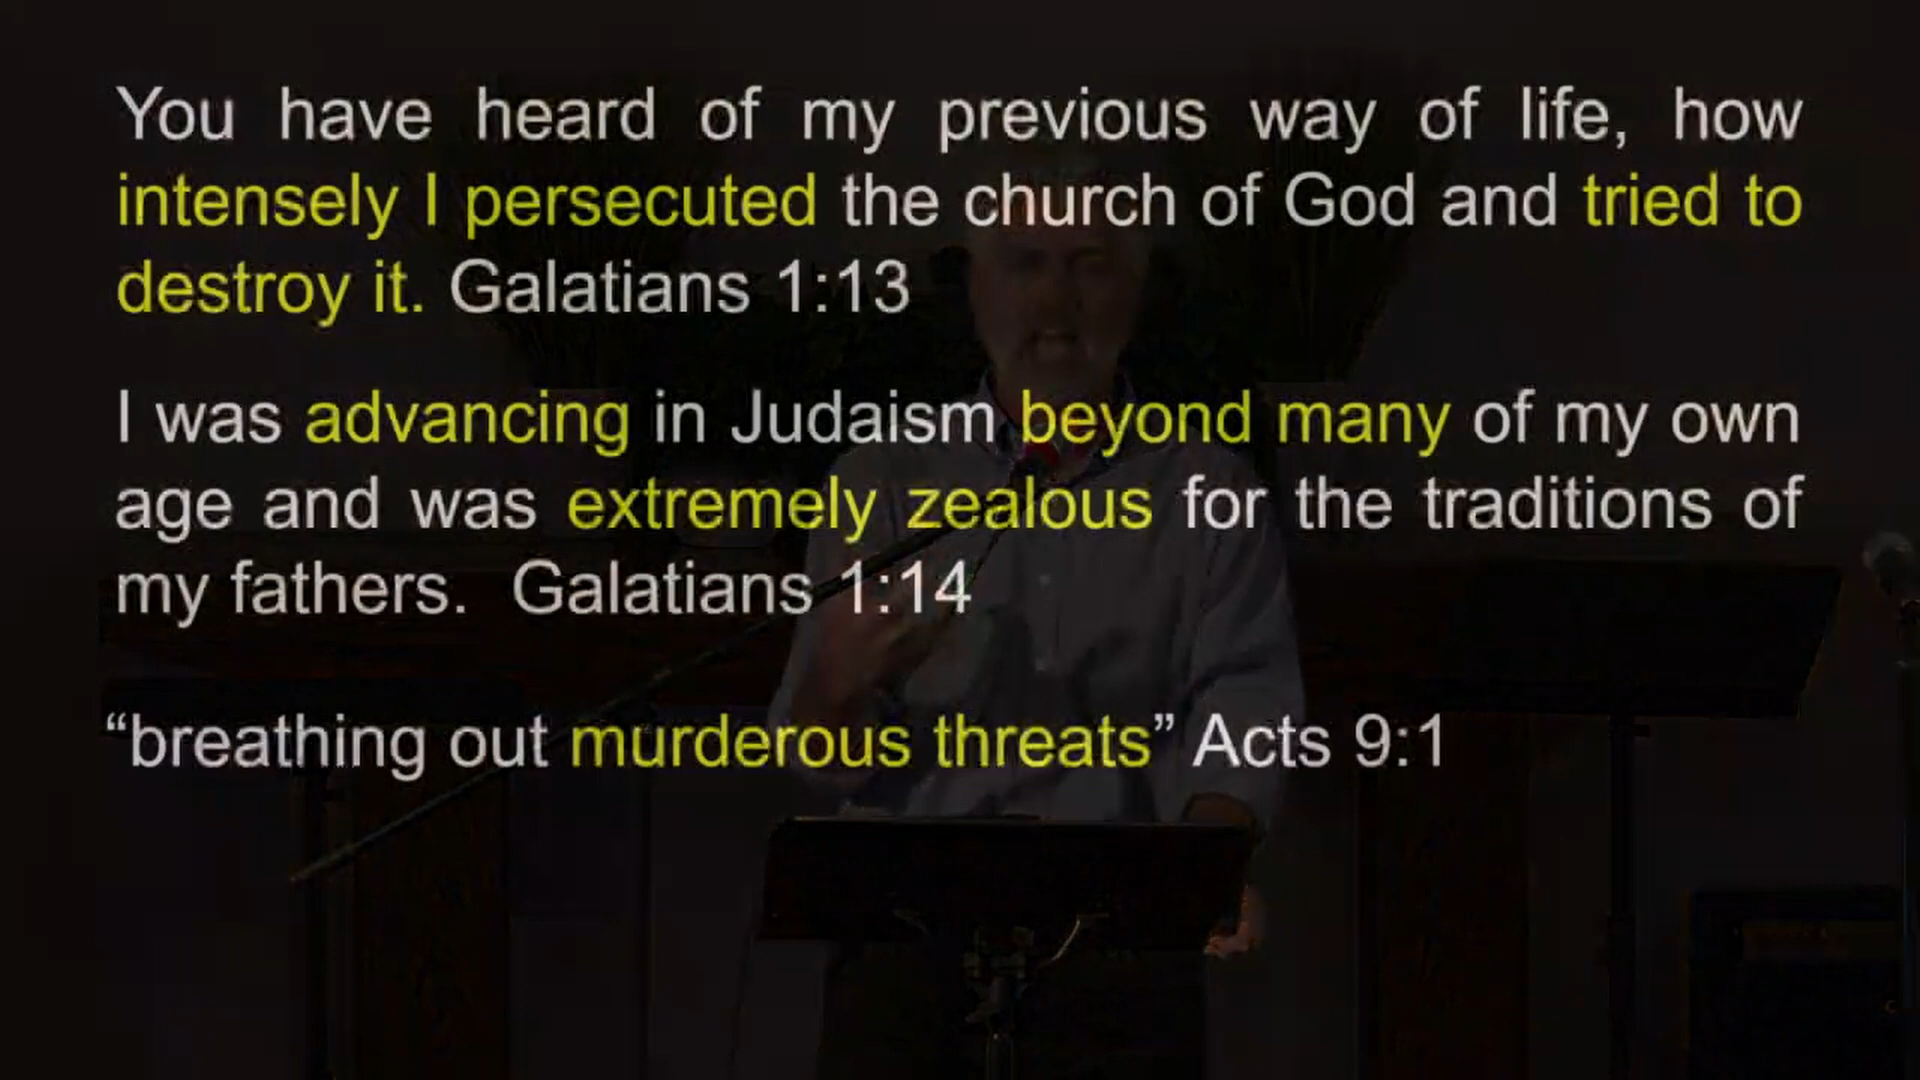 You have heard of my previous way of life, how
intensely I persecuted the church of God and tried to
destroy it. Galatians 1:13
I was advancing in Judaism beyond many of my own
age and was extremely zealous for the traditions of
my fathers. Galatians 1:14
“breathing out murderous threats” Acts 9:1